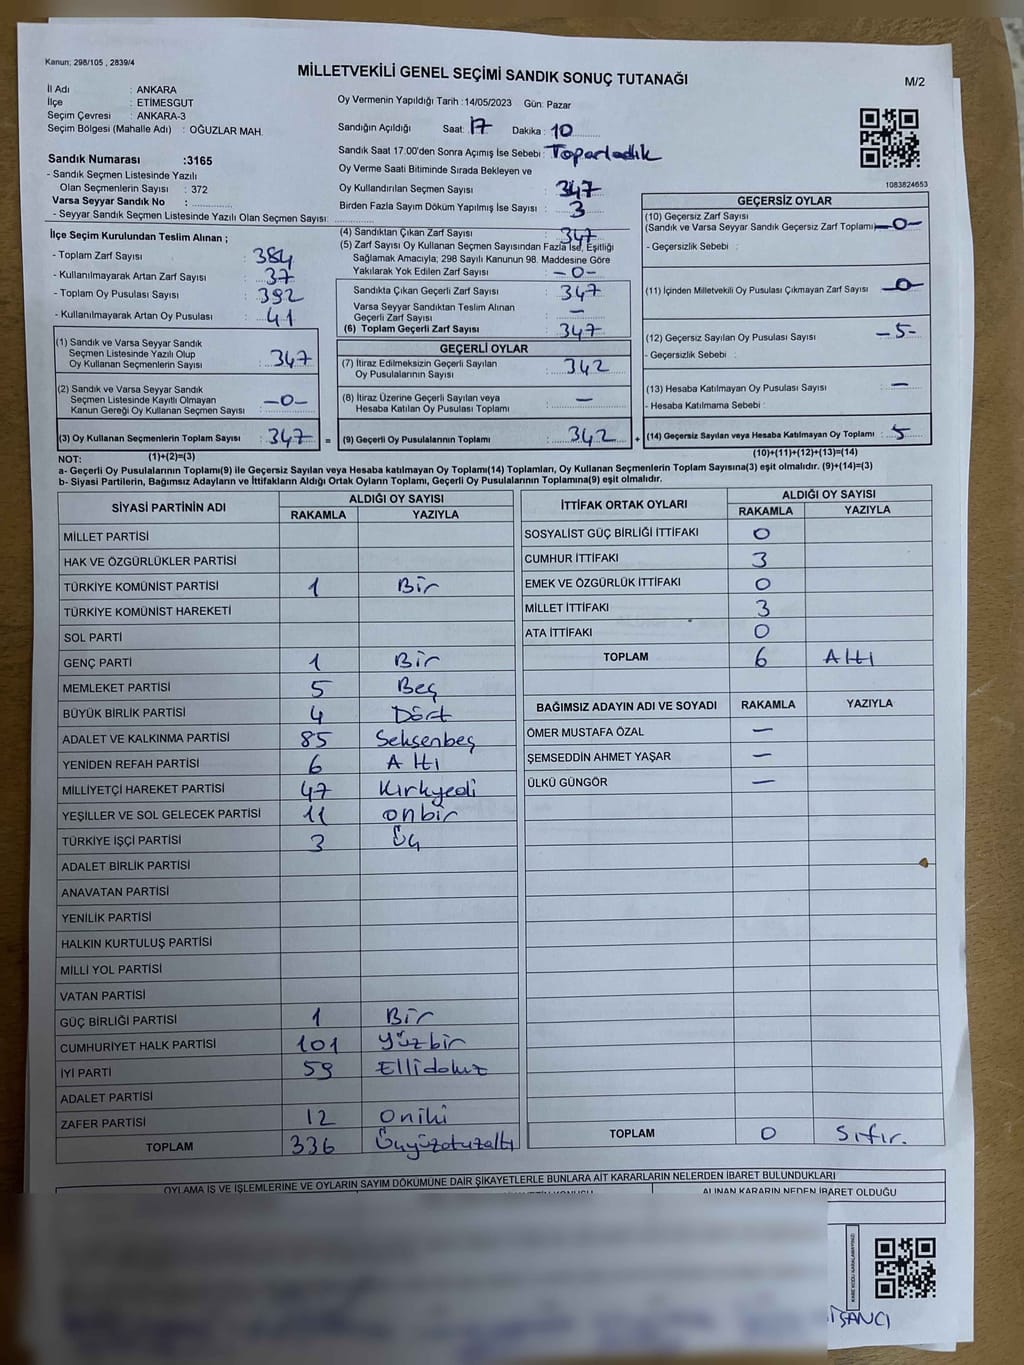 Kanun; 298/105 , 2839/4
MİLLETVEKİLİ GENEL SEÇİMİ SANDIK SONUÇ TUTANAĞI
M/2
İl Adı : ANKARA
İlçe : ETİMESGUT
Seçim Çevresi : ANKARA-3
Seçim Bölgesi (Mahalle Adı) : OĞUZLAR MAH.
Sandık Numarası :3165
- Sandık Seçmen Listesinde Yazılı
Olan Seçmenlerin Sayısı : 372
Varsa Seyyar Sandık No :
- Seyyar Sandık Seçmen Listesinde Yazılı Olan Seçmen Sayısı:
Oy Vermenin Yapıldığı Tarih :14/05/2023 Gün: Pazar
Sandığın Açıldığı Saat: 17 Dakika : 10
Sandık Saat 17:00'den Sonra Açımış İse Sebebi : Toparladık
Oy Verme Saati Bitiminde Sırada Bekleyen ve
Oy Kullandırılan Seçmen Sayısı : 347
Birden Fazla Sayım Döküm Yapılmış İse Sayısı : 3
1083824653
İlçe Seçim Kurulundan Teslim Alınan ;
- Toplam Zarf Sayısı : 384
- Kullanılmayarak Artan Zarf Sayısı : 37
- Toplam Oy Pusulası Sayısı : 392
- Kullanılmayarak Artan Oy Pusulası : 41
(1) Sandık ve Varsa Seyyar Sandık
Seçmen Listesinde Yazılı Olup
Oy Kullanan Seçmenlerin Sayısı : 347
(2) Sandık ve Varsa Seyyar Sandık
Seçmen Listesinde Kayıtlı Olmayan
Kanun Gereği Oy Kullanan Seçmen Sayısı : -0-
(3) Oy Kullanan Seçmenlerin Toplam Sayısı : 347 =
(4) Sandıktan Çıkan Zarf Sayısı : 347
(5) Zarf Sayısı Oy Kullanan Seçmen Sayısından Fazla İse, Eşitliği
Sağlamak Amacıyla; 298 Sayılı Kanunun 98. Maddesine Göre
Yakılarak Yok Edilen Zarf Sayısı : -0-
Sandıkta Çıkan Geçerli Zarf Sayısı : 347
Varsa Seyyar Sandıktan Teslim Alınan
Geçerli Zarf Sayısı : -
(6) Toplam Geçerli Zarf Sayısı : 347
GEÇERLİ OYLAR
(7) İtiraz Edilmeksizin Geçerli Sayılan
Oy Pusulalarının Sayısı : 342
(8) İtiraz Üzerine Geçerli Sayılan veya
Hesaba Katılan Oy Pusulası Toplamı : -
(9) Geçerli Oy Pusulalarının Toplamı : 342 +
GEÇERSİZ OYLAR
(10) Geçersiz Zarf Sayısı
(Sandık ve Varsa Seyyar Sandık Geçersiz Zarf Toplamı) -0-
- Geçersizlik Sebebi :
(11) İçinden Milletvekili Oy Pusulası Çıkmayan Zarf Sayısı -0-
(12) Geçersiz Sayılan Oy Pusulası Sayısı : -5-
- Geçersizlik Sebebi :
(13) Hesaba Katılmayan Oy Pusulası Sayısı : -
- Hesaba Katılmama Sebebi :
(14) Geçersiz Sayılan veya Hesaba Katılmayan Oy Toplamı : 5
NOT: (1)+(2)=(3)
(10)+(11)+(12)+(13)=(14)
a- Geçerli Oy Pusulalarının Toplamı(9) ile Geçersiz Sayılan veya Hesaba katılmayan Oy Toplamı(14) Toplamları, Oy Kullanan Seçmenlerin Toplam Sayısına(3) eşit olmalıdır. (9)+(14)=(3)
b- Siyasi Partilerin, Bağımsız Adayların ve İttifakların Aldığı Ortak Oyların Toplamı, Geçerli Oy Pusulalarının Toplamına(9) eşit olmalıdır.
SİYASİ PARTİNİN ADI
ALDIĞI OY SAYISI
RAKAMLA YAZIYLA
MİLLET PARTİSİ
HAK VE ÖZGÜRLÜKLER PARTİSİ
TÜRKİYE KOMÜNİST PARTİSİ 1 Bir
TÜRKİYE KOMÜNİST HAREKETİ
SOL PARTİ
GENÇ PARTİ 1 Bir
MEMLEKET PARTİSİ 5 Beş
BÜYÜK BİRLİK PARTİSİ 4 Dört
ADALET VE KALKINMA PARTİSİ 85 Seksenbeş
YENİDEN REFAH PARTİSİ 6 Altı
MİLLİYETÇİ HAREKET PARTİSİ 47 Kırkyedi
YEŞİLLER VE SOL GELECEK PARTİSİ 11 onbir
TÜRKİYE İŞÇİ PARTİSİ 3 Üç
ADALET BİRLİK PARTİSİ
ANAVATAN PARTİSİ
YENİLİK PARTİSİ
HALKIN KURTULUŞ PARTİSİ
MİLLİ YOL PARTİSİ
VATAN PARTİSİ
GÜÇ BİRLİĞİ PARTİSİ 1 Bir
CUMHURİYET HALK PARTİSİ 101 Yüzbir
İYİ PARTİ 59 Ellidokuz
ADALET PARTİSİ
ZAFER PARTİSİ 12 Oniki
TOPLAM 336 Üçyüzotuzaltı
İTTİFAK ORTAK OYLARI
ALDIĞI OY SAYISI
RAKAMLA YAZIYLA
SOSYALİST GÜÇ BİRLİĞİ İTTİFAKI 0
CUMHUR İTTİFAKI 3
EMEK VE ÖZGÜRLÜK İTTİFAKI 0
MİLLET İTTİFAKI 3
ATA İTTİFAKI 0
TOPLAM 6 Altı
BAĞIMSIZ ADAYIN ADI VE SOYADI RAKAMLA YAZIYLA
ÖMER MUSTAFA ÖZAL -
ŞEMSEDDİN AHMET YAŞAR -
ÜLKÜ GÜNGÖR -
TOPLAM 0 Sıfır.
OYLAMA İŞ VE İŞLEMLERİNE VE OYLARIN SAYIM DÖKÜMÜNE DAİR ŞİKAYETLERLE BUNLARA AİT KARARLARIN NELERDEN İBARET BULUNDUKLARI
ALINAN KARARIN NEDEN İBARET OLDUĞU